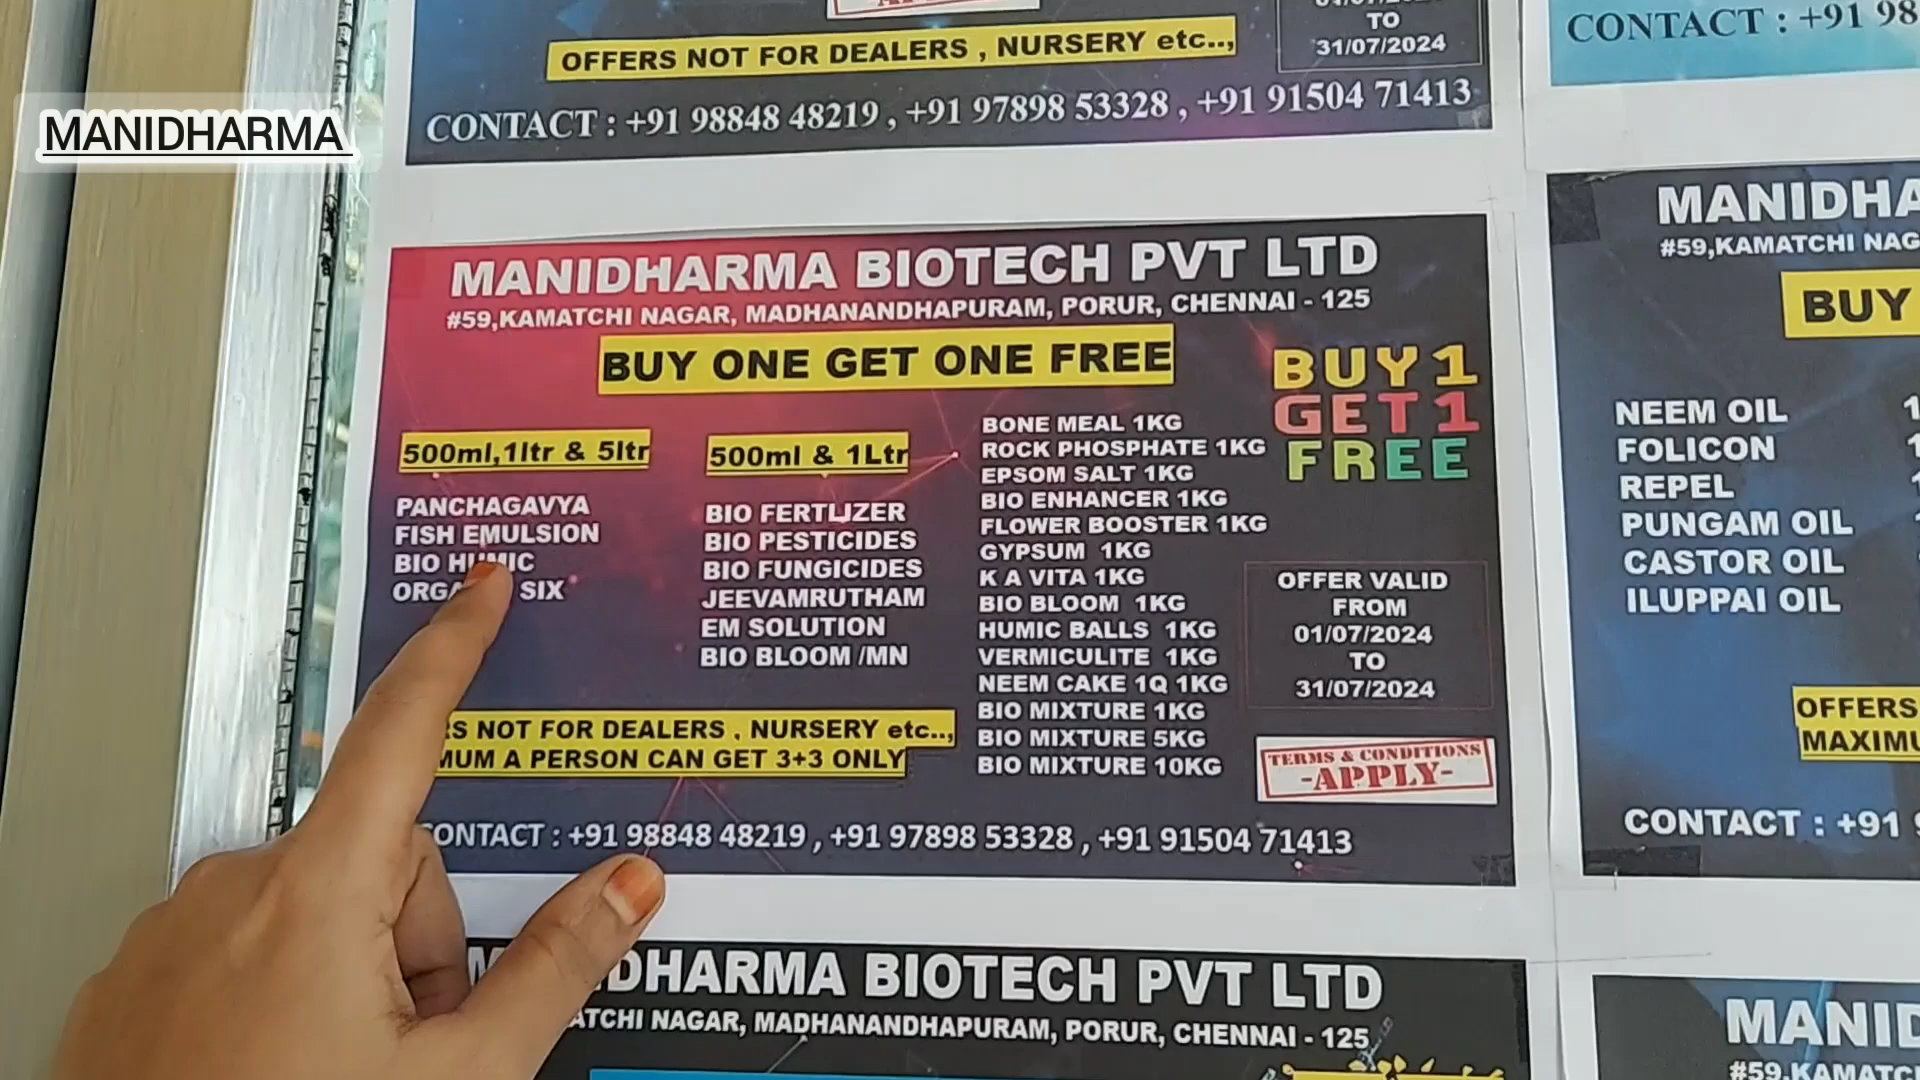 MANIDHARMA
TO
31/07/2024
OFFERS NOT FOR DEALERS , NURSERY etc..,
CONTACT : +91 98848 48219 , +91 97898 53328 , +91 91504 71413
CONTACT : +91 98
MANIDHARMA BIOTECH PVT LTD
#59,KAMATCHI NAGAR, MADHANANDHAPURAM, PORUR, CHENNAI - 125
BUY ONE GET ONE FREE
BUY 1
GET 1
FREE
500ml,1ltr & 5ltr
PANCHAGAVYA
FISH EMULSION
BIO HUMIC
SIX
500ml & 1Ltr
BIO FERTLIZER
BIO PESTICIDES
BIO FUNGICIDES
JEEVAMRUTHAM
EM SOLUTION
BIO BLOOM /MN
BONE MEAL 1KG
ROCK PHOSPHATE 1KG
EPSOM SALT 1KG
BIO ENHANCER 1KG
FLOWER BOOSTER 1KG
GYPSUM 1KG
K A VITA 1KG
BIO BLOOM 1KG
HUMIC BALLS 1KG
VERMICULITE 1KG
NEEM CAKE 1Q 1KG
BIO MIXTURE 1KG
BIO MIXTURE 5KG
BIO MIXTURE 10KG
OFFER VALID
FROM
01/07/2024
TO
31/07/2024
TERMS & CONDITIONS
-APPLY-
NOT FOR DEALERS , NURSERY etc..,
A PERSON CAN GET 3+3 ONLY
CONTACT : +91 98848 48219 , +91 97898 53328 , +91 91504 71413
MANIDHA
#59,KAMATCHI NAG
BUY
NEEM OIL
FOLICON
REPEL
PUNGAM OIL
CASTOR OIL
ILUPPAI OIL
OFFERS
MAXIMU
CONTACT : +91
DHARMA BIOTECH PVT LTD
ATCHI NAGAR, MADHANANDHAPURAM, PORUR, CHENNAI - 125
MANID
#59,KAMATC